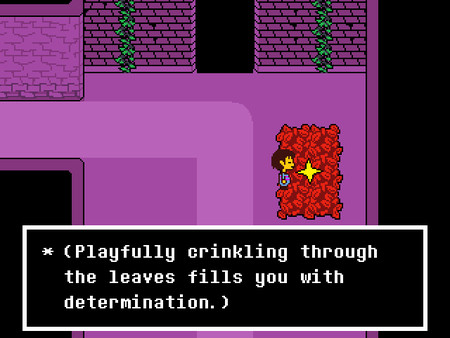 * (Playfully crinkling through
the leaves fills you with
determination.)